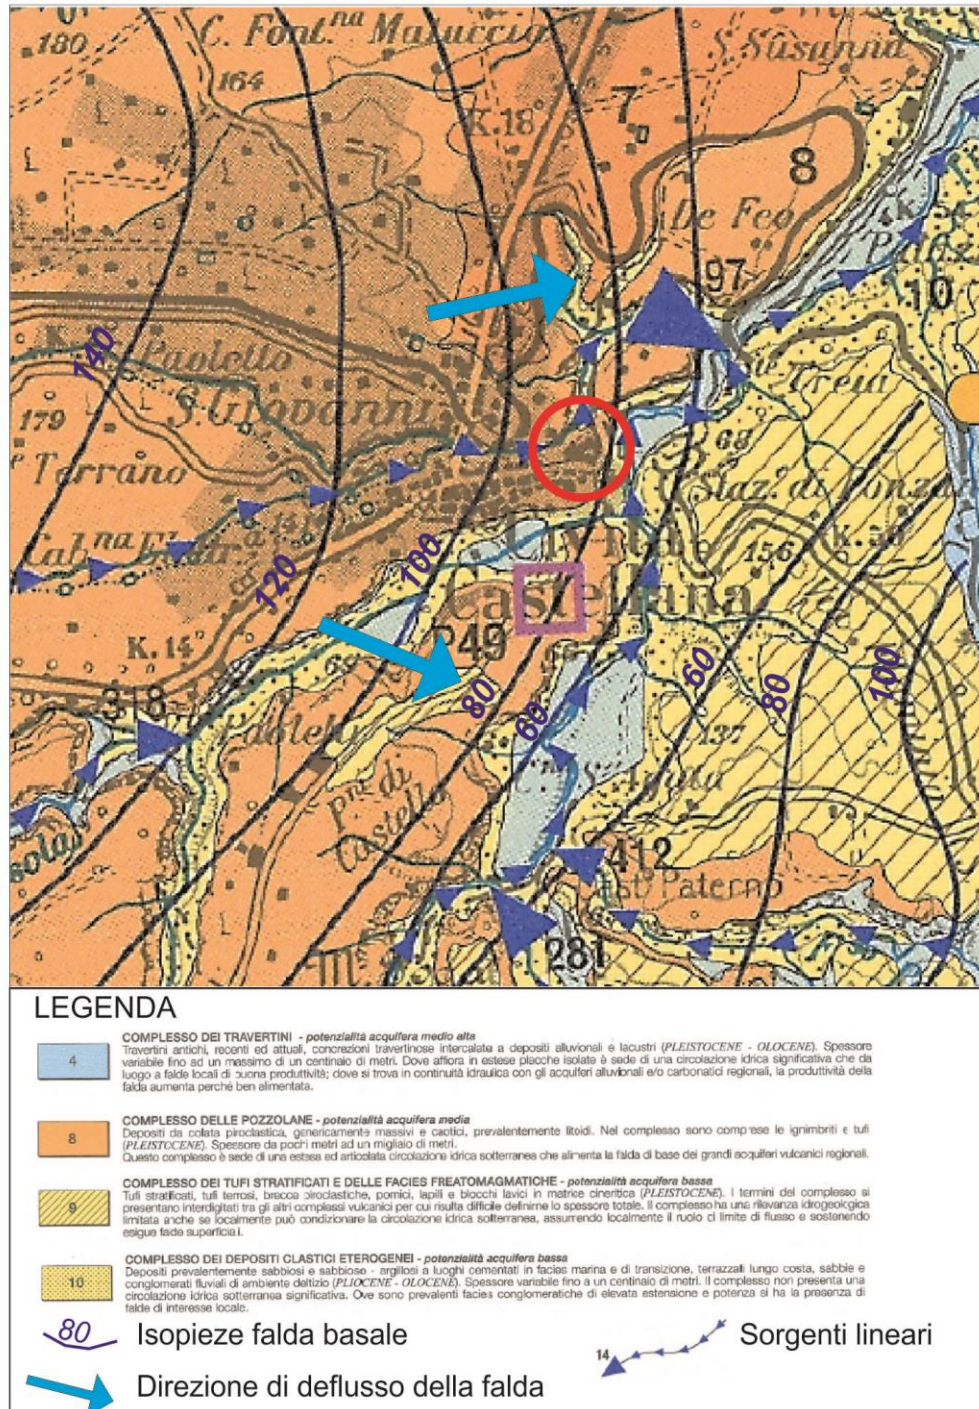 180
C. Font.na Maluccio
S. Susanna
164
K.18
7
8
De Feo
97
10
140
Paoletto
S. Giovanni
Treia
179
Terrano
68
Staz. di
120
100
Civita
156
Castellana
K.14
249
80
60
60
80
100
318
137
Pne. di
Castello
412
Paterno
281
LEGENDA
4
COMPLESSO DEI TRAVERTINI - potenzialità acquifera medio alta
Travertini antichi, recenti ed attuali, concrezioni travertinose intercalate a depositi alluvionali e lacustri (PLEISTOCENE - OLOCENE). Spessore
variabile fino ad un massimo di un centinaio di metri. Dove affiora in estese placche isolate è sede di una circolazione idrica significativa che da
luogo a falde locali di buona produttività; dove si trova in continuità idraulica con gli acquiferi alluvionali e/o carbonatici regionali, la produttività della
falda aumenta perché ben alimentata.
8
COMPLESSO DELLE POZZOLANE - potenzialità acquifera media
Depositi da colata piroclastica, genericamente massivi e caotici, prevalentemente litoidi. Nel complesso sono comprese le ignimbriti e tufi
(PLEISTOCENE). Spessore da pochi metri ad un migliaio di metri.
Questo complesso è sede di una estesa ed articolata circolazione idrica sotterranea che alimenta la falda di base dei grandi acquiferi vulcanici regionali.
9
COMPLESSO DEI TUFI STRATIFICATI E DELLE FACIES FREATOMAGMATICHE - potenzialità acquifera bassa
Tufi stratificati, tufi terrosi, brecce piroclastiche, pomici, lapilli e blocchi lavici in matrice cineritica (PLEISTOCENE). I termini del complesso si
presentano interdigitati tra gli altri complessi vulcanici per cui risulta difficile definirne lo spessore totale. Il complesso ha una rilevanza idrogeologica
limitata anche se localmente può condizionare la circolazione idrica sotterranea, assumendo localmente il ruolo di limite di flusso e sostenendo
esigue falde superficiali.
10
COMPLESSO DEI DEPOSITI CLASTICI ETEROGENEI - potenzialità acquifera bassa
Depositi prevalentemente sabbiosi e sabbioso - argillosi a luoghi cementati in facies marina e di transizione, terrazzati lungo costa, sabbie e
conglomerati fluviali di ambiente deltizio (PLIOCENE - OLOCENE). Spessore variabile fino a un centinaio di metri. Il complesso non presenta una
circolazione idrica sotterranea significativa. Ove sono prevalenti facies conglomeratiche di elevata estensione e potenza si ha la presenza di
falde di interesse locale.
80 Isopieze falda basale
14 Sorgenti lineari
Direzione di deflusso della falda